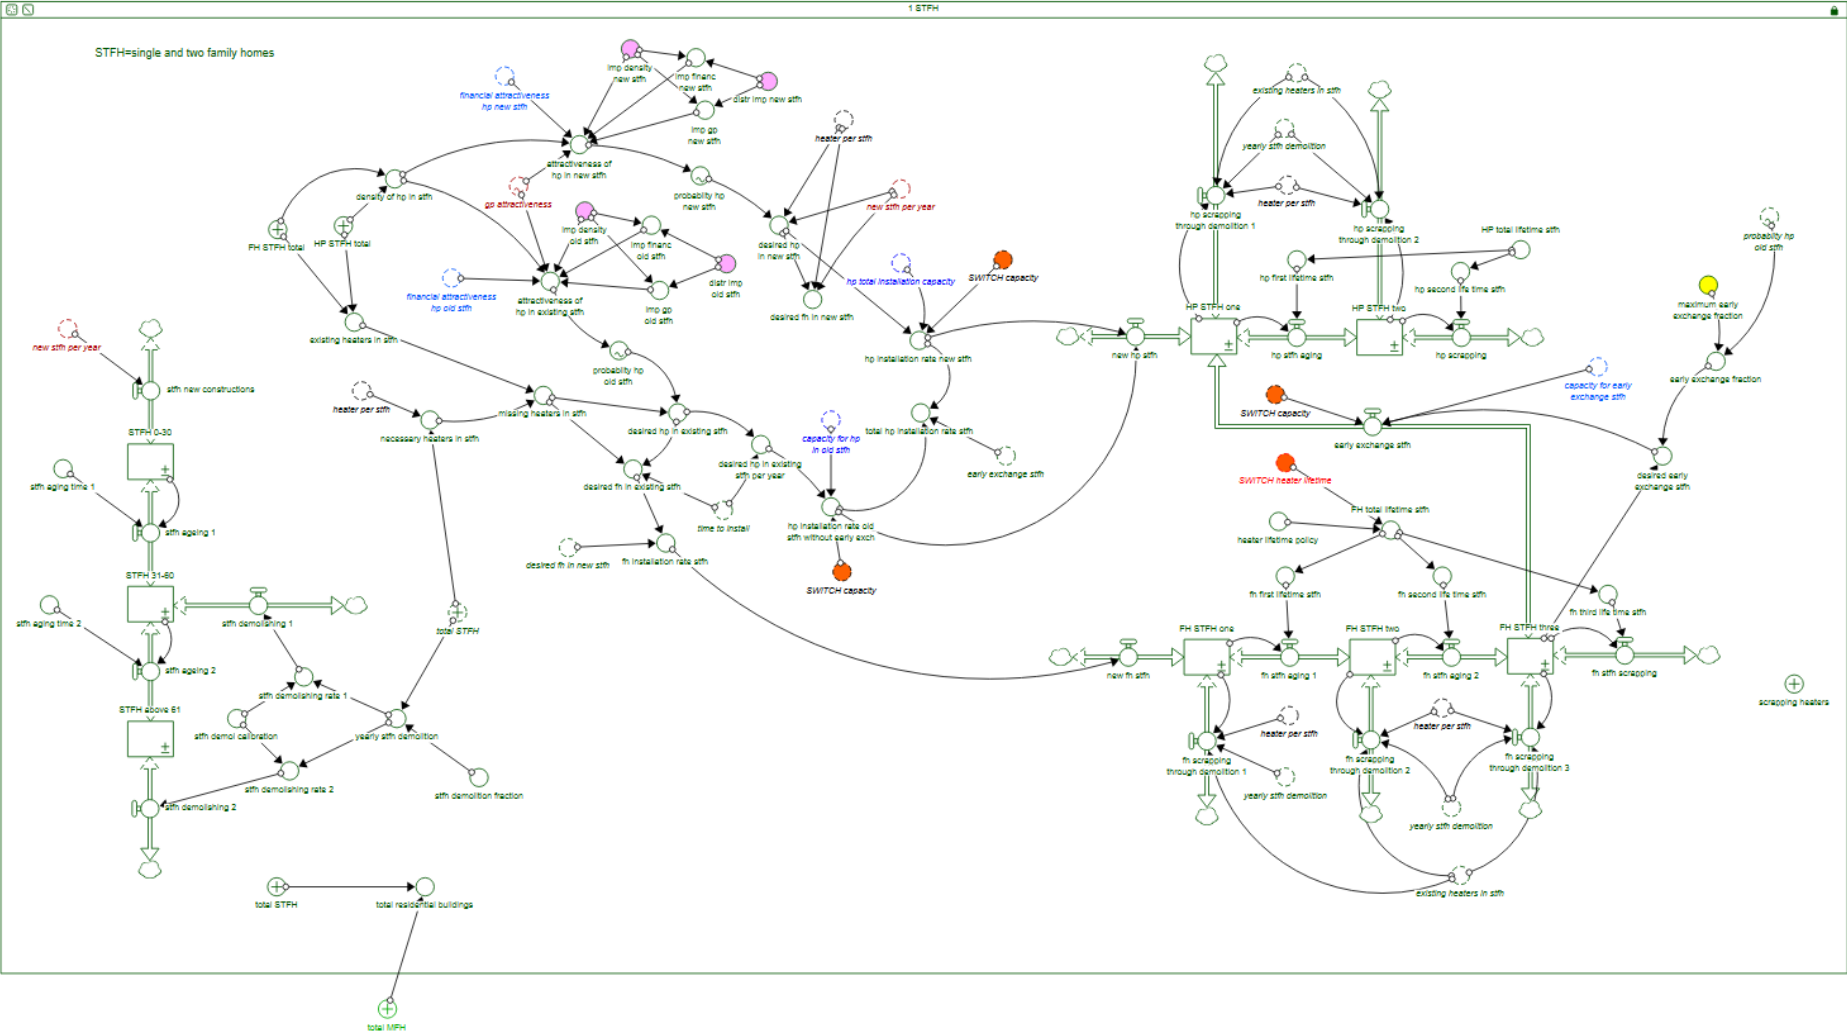 1 STFH
STFH=single and two family homes
imp density
new stfh
imp financ
new stfh
distr imp new stfh
imp gp
new stfh
financial attractiveness
hp new stfh
attractiveness of
hp in new stfh
density of hp in stfh
gp attractiveness
probablity hp
new stfh
heater per stfh
new stfh per year
FH STFH total
HP STFH total
imp density
old stfh
imp financ
old stfh
distr imp
old stfh
imp gp
old stfh
financial attractiveness
hp old stfh
attractiveness of
hp in existing stfh
desired hp
in new stfh
desired fh in new stfh
hp total installation capacity
SWITCH capacity
hp installation rate new stfh
existing heaters in stfh
probablity hp
old stfh
new stfh per year
stfh new constructions
heater per stfh
necessary heaters in stfh
missing heaters in stfh
desired hp in existing stfh
desired hp in existing
stfh per year
capacity for hp
in old stfh
total hp installation rate stfh
early exchange stfh
desired fh in existing stfh
time to install
hp installation rate old
stfh without early exch
desired fh in new stfh
fh installation rate stfh
SWITCH capacity
STFH 0-30
stfh aging time 1
stfh ageing 1
STFH 31-60
stfh aging time 2
stfh demolishing 1
stfh ageing 2
total STFH
stfh demolishing rate 1
STFH above 61
stfh demol calibration
yearly stfh demolition
stfh demolishing rate 2
stfh demolition fraction
stfh demolishing 2
total STFH
total residential buildings
total MFH
existing heaters in stfh
yearly stfh demolition
heater per stfh
hp scrapping
through demolition 1
hp scrapping
through demolition 2
HP total lifetime stfh
hp first lifetime stfh
hp second life time stfh
probablity hp
old stfh
maximum early
exchange fraction
HP STFH one
HP STFH two
new hp stfh
hp stfh aging
hp scrapping
early exchange fraction
capacity for early
exchange stfh
SWITCH capacity
early exchange stfh
desired early
exchange stfh
SWITCH heater lifetime
FH total lifetime stfh
heater lifetime policy
fh first lifetime stfh
fh second life time stfh
fh third life time stfh
FH STFH one
FH STFH two
FH STFH three
new fh stfh
fh stfh aging 1
fh stfh aging 2
fh stfh scrapping
scrapping heaters
heater per stfh
heater per stfh
fh scrapping
through demolition 1
fh scrapping
through demolition 2
fh scrapping
through demolition 3
yearly stfh demolition
yearly stfh demolition
existing heaters in stfh